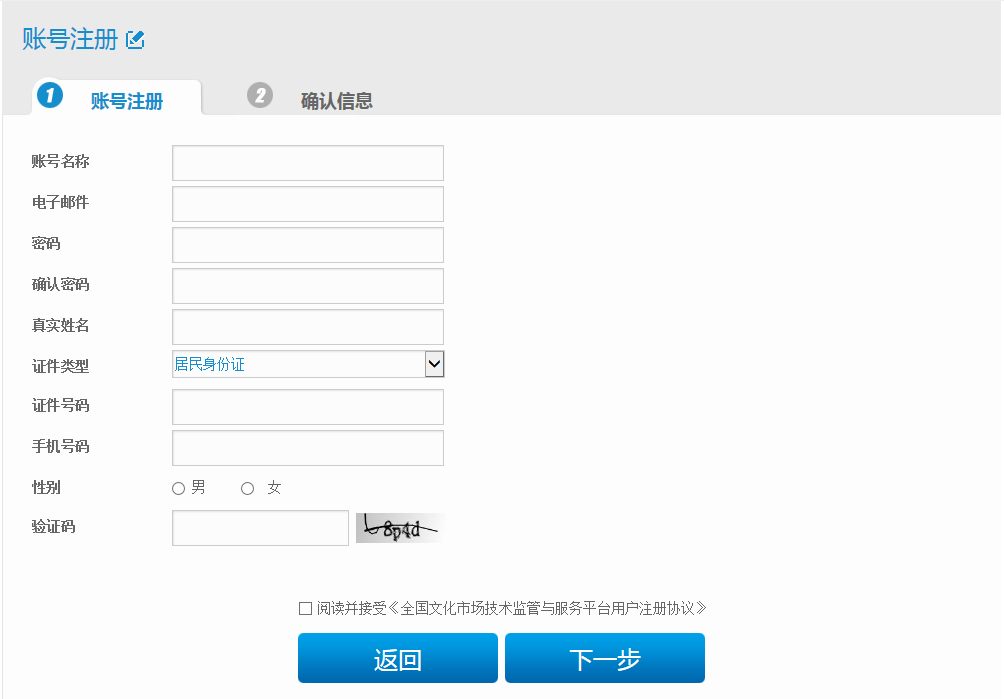 账号注册
1 账号注册 2 确认信息
账号名称
电子邮件
密码
确认密码
真实姓名
证件类型 居民身份证
证件号码
手机号码
性别 男 女
验证码 8p4d
阅读并接受《全国文化市场技术监管与服务平台用户注册协议》
返回 下一步